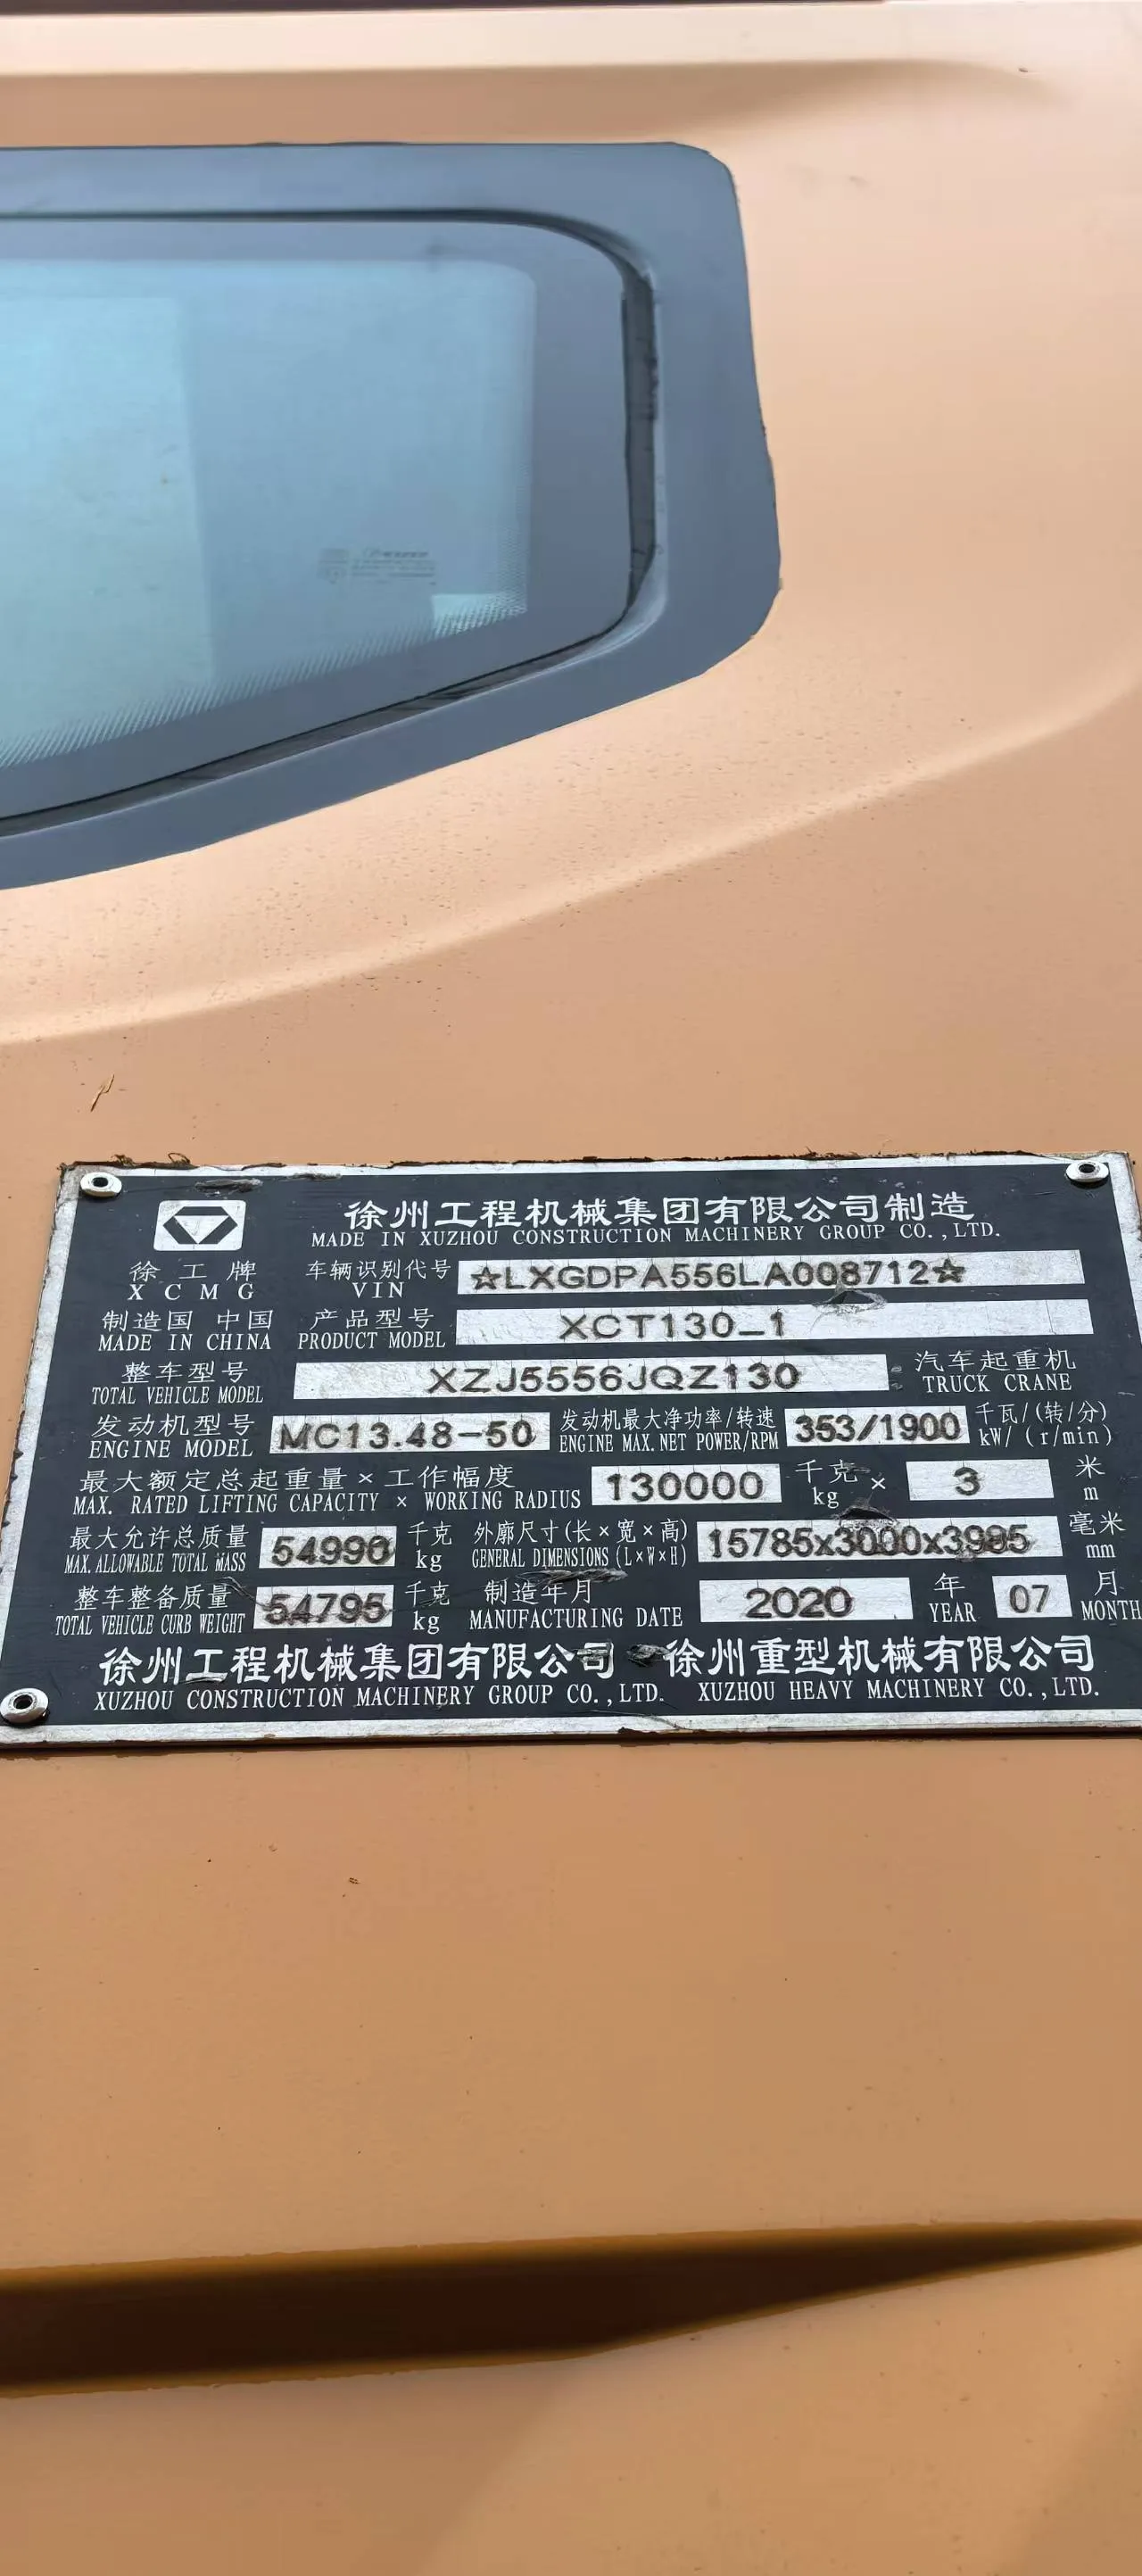 徐州工程机械集团有限公司制造
MADE IN XUZHOU CONSTRUCTION MACHINERY GROUP CO.,LTD.
徐工牌 车辆识别代号 ☆LXGDPA556LA008712☆
XCMG VIN
制造国 中国 产品型号 XCT130_1
MADE IN CHINA PRODUCT MODEL
整车型号 XZJ5556JQZ130 汽车起重机
TOTAL VEHICLE MODEL TRUCK CRANE
发动机型号 MC13.48-50 发动机最大净功率/转速 353/1900 千瓦/(转/分)
ENGINE MODEL ENGINE MAX. NET POWER/RPM kW/(r/min)
最大额定总起重量×工作幅度 130000 千克 × 3 米
MAX. RATED LIFTING CAPACITY × WORKING RADIUS kg m
最大允许总质量 54990 千克 外廓尺寸(长×宽×高) 15785x3000x3995 毫米
MAX. ALLOWABLE TOTAL MASS kg GENERAL DIMENSIONS (L×W×H) mm
整车整备质量 54795 千克 制造年月 2020 年 07 月
TOTAL VEHICLE CURB WEIGHT kg MANUFACTURING DATE YEAR MONTH
徐州工程机械集团有限公司 徐州重型机械有限公司
XUZHOU CONSTRUCTION MACHINERY GROUP CO.,LTD. XUZHOU HEAVY MACHINERY CO.,LTD.